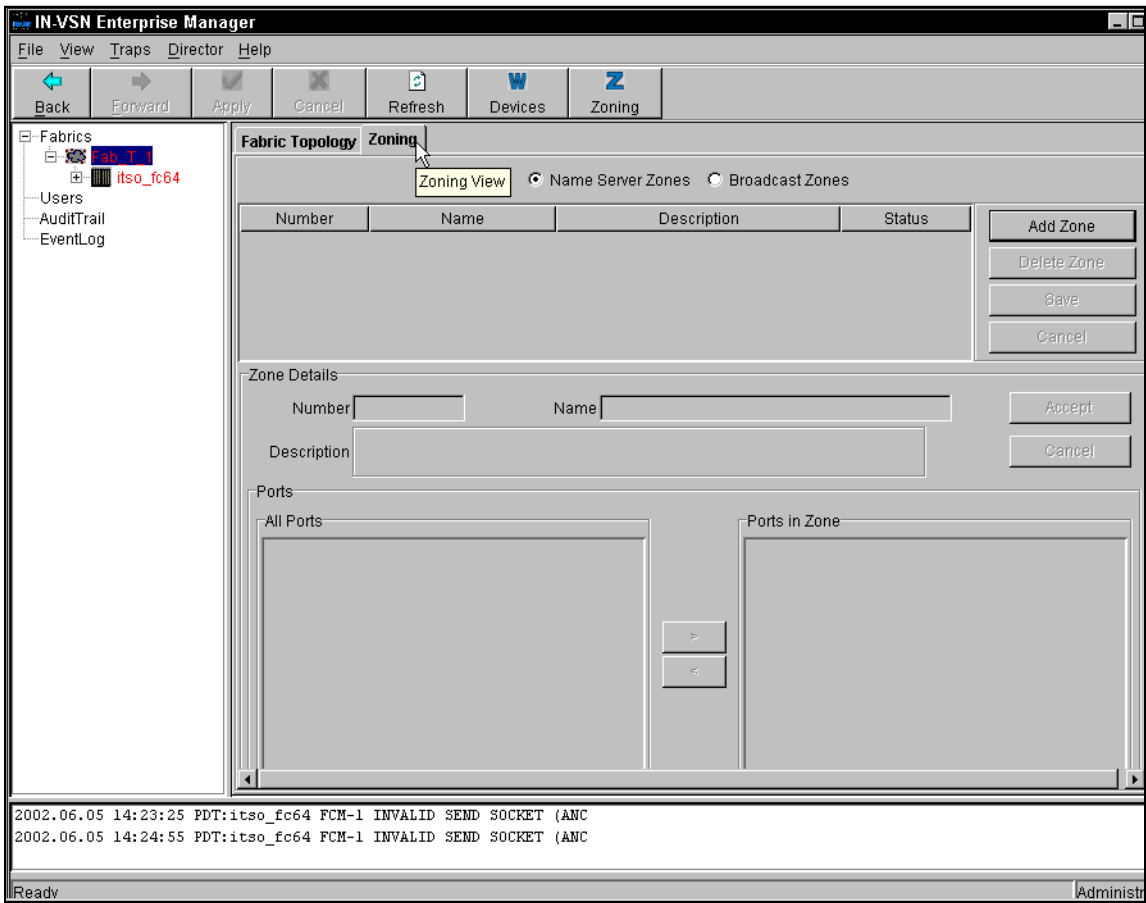 IN-VSN Enterprise Manager
File View Traps Director Help
Back Forward Apply Cancel Refresh Devices Zoning
Fabrics
Fab_T_1
itso_fc64
Users
AuditTrail
EventLog
Fabric Topology Zoning
Zoning View
Name Server Zones Broadcast Zones
Number Name Description Status
Add Zone
Delete Zone
Save
Cancel
Zone Details
Number Name Accept
Description Cancel
Ports
All Ports Ports in Zone
>
<
2002.06.05 14:23:25 PDT:itso_fc64 FCM-1 INVALID SEND SOCKET (ANC
2002.06.05 14:24:55 PDT:itso_fc64 FCM-1 INVALID SEND SOCKET (ANC
Ready Administr